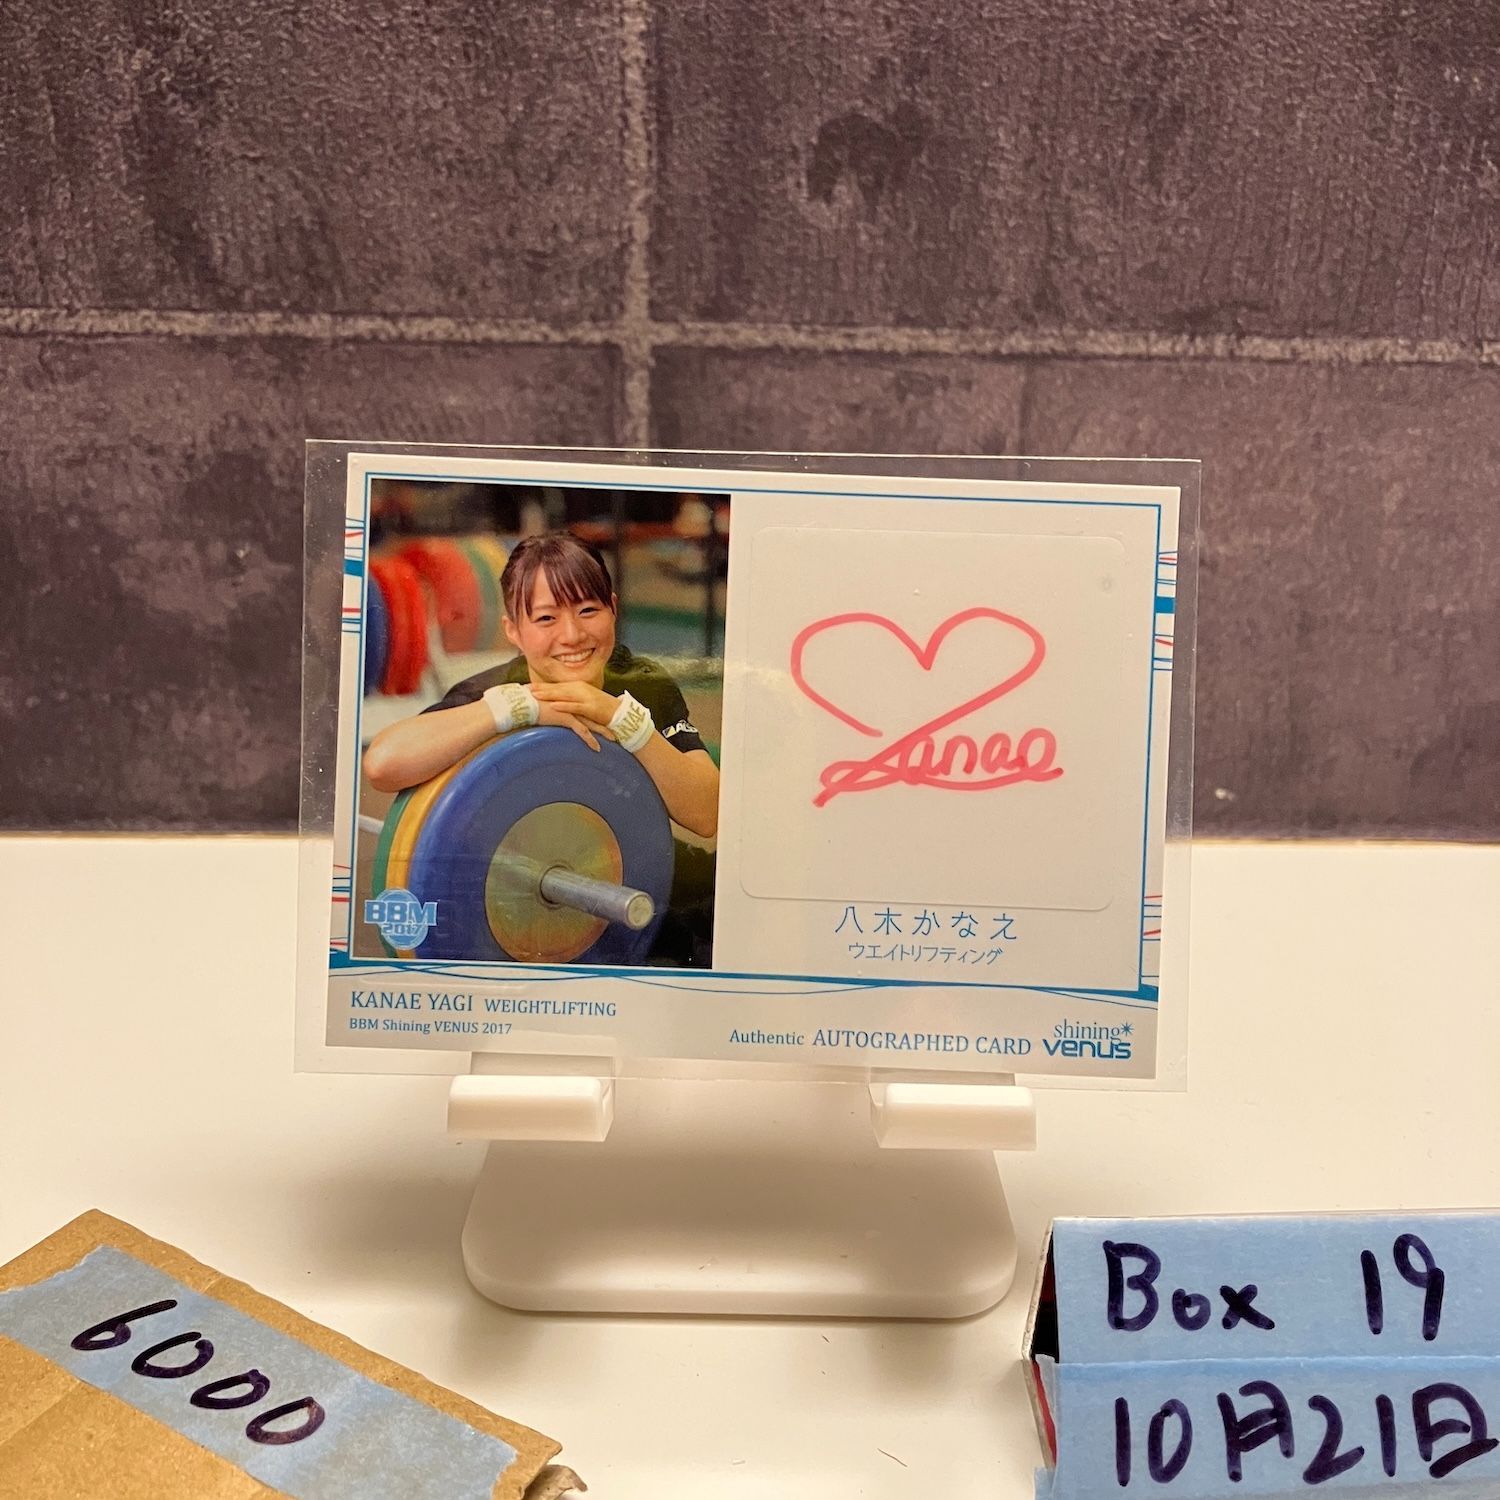 KANAE
KANAE
Kanae
BBM
2017
八木かなえ
ウエイトリフティング
KANAE YAGI WEIGHTLIFTING
BBM Shining VENUS 2017
Authentic AUTOGRAPHED CARD
shining
venus
6000
Box 19
10月21日